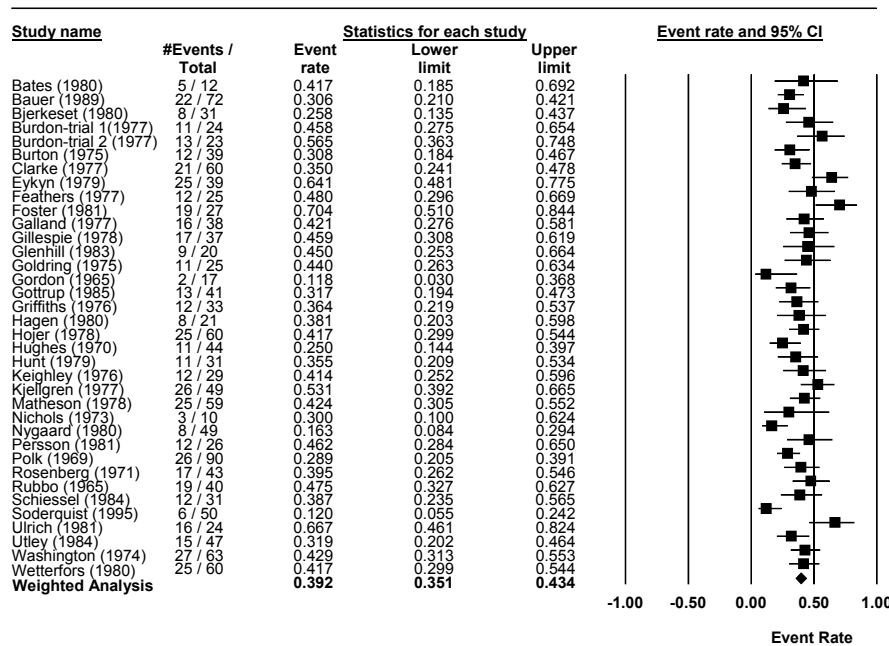 Study name Statistics for each study Event rate and 95% CI
#Events / Event Lower Upper
Total rate limit limit
Bates (1980) 5 / 12 0.417 0.185 0.692
Bauer (1989) 22 / 72 0.306 0.210 0.421
Bjerkeset (1980) 8 / 31 0.258 0.135 0.437
Burdon-trial 1(1977) 11 / 24 0.458 0.275 0.654
Burdon-trial 2 (1977) 13 / 23 0.565 0.363 0.748
Burton (1975) 12 / 39 0.308 0.184 0.467
Clarke (1977) 21 / 60 0.350 0.241 0.478
Eykyn (1979) 25 / 39 0.641 0.481 0.775
Feathers (1977) 12 / 25 0.480 0.296 0.669
Foster (1981) 19 / 27 0.704 0.510 0.844
Galland (1977) 16 / 38 0.421 0.276 0.581
Gillespie (1978) 17 / 37 0.459 0.308 0.619
Glenhill (1983) 9 / 20 0.450 0.253 0.664
Goldring (1975) 11 / 25 0.440 0.263 0.634
Gordon (1965) 2 / 17 0.118 0.030 0.368
Gottrup (1985) 13 / 41 0.317 0.194 0.473
Griffiths (1976) 12 / 33 0.364 0.219 0.537
Hagen (1980) 8 / 21 0.381 0.203 0.598
Hojer (1978) 25 / 60 0.417 0.299 0.544
Hughes (1970) 11 / 44 0.250 0.144 0.397
Hunt (1979) 11 / 31 0.355 0.209 0.534
Keighley (1976) 12 / 29 0.414 0.252 0.596
Kjellgren (1977) 26 / 49 0.531 0.392 0.665
Matheson (1978) 25 / 59 0.424 0.305 0.552
Nichols (1973) 3 / 10 0.300 0.100 0.624
Nygaard (1980) 8 / 49 0.163 0.084 0.294
Persson (1981) 12 / 26 0.462 0.284 0.650
Polk (1969) 26 / 90 0.289 0.205 0.391
Rosenberg (1971) 17 / 43 0.395 0.262 0.546
Rubbo (1965) 19 / 40 0.475 0.327 0.627
Schiessel (1984) 12 / 31 0.387 0.235 0.565
Soderquist (1995) 6 / 50 0.120 0.055 0.242
Ulrich (1981) 16 / 24 0.667 0.461 0.824
Utley (1984) 15 / 47 0.319 0.202 0.464
Washington (1974) 27 / 63 0.429 0.313 0.553
Wetterfors (1980) 25 / 60 0.417 0.299 0.544
Weighted Analysis 0.392 0.351 0.434
-1.00 -0.50 0.00 0.50 1.00
Event Rate